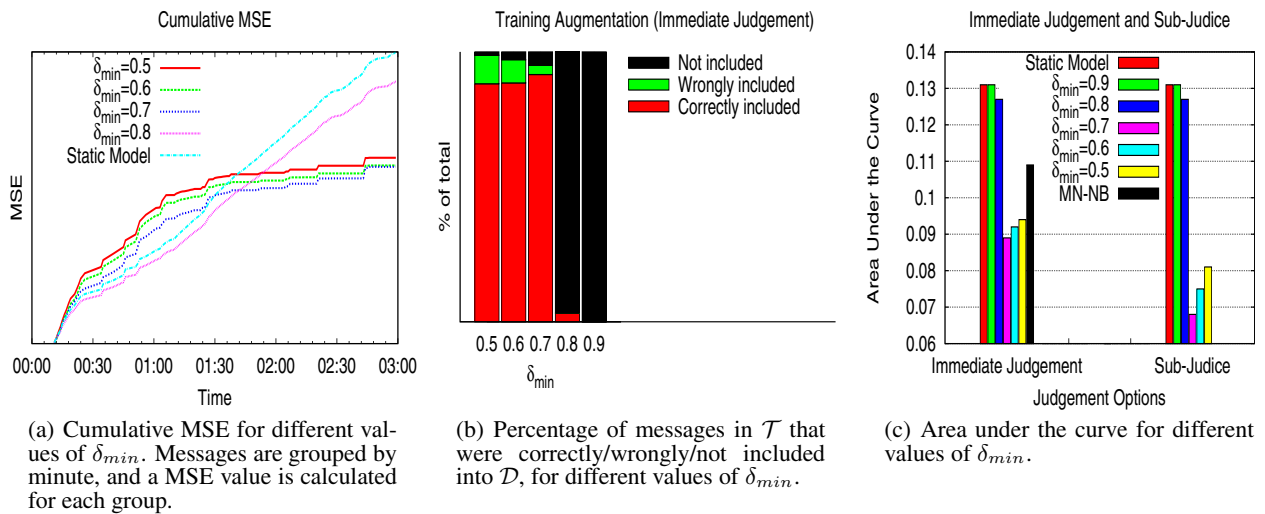 Cumulative MSE
δmin=0.5
δmin=0.6
δmin=0.7
δmin=0.8
Static Model
MSE
00:00 00:30 01:00 01:30 02:00 02:30 03:00
Time
(a) Cumulative MSE for different val-
ues of δmin. Messages are grouped by
minute, and a MSE value is calculated
for each group.
Training Augmentation (Immediate Judgement)
Not included
Wrongly included
Correctly included
% of total
0.5 0.6 0.7 0.8 0.9
δmin
(b) Percentage of messages in 𝒯 that
were correctly/wrongly/not included
into 𝒟, for different values of δmin.
Immediate Judgement and Sub-Judice
0.14
0.13
0.12
0.11
0.1
0.09
0.08
0.07
0.06
Static Model
δmin=0.9
δmin=0.8
δmin=0.7
δmin=0.6
δmin=0.5
MN-NB
Area Under the Curve
Immediate Judgement Sub-Judice
Judgement Options
(c) Area under the curve for different
values of δmin.